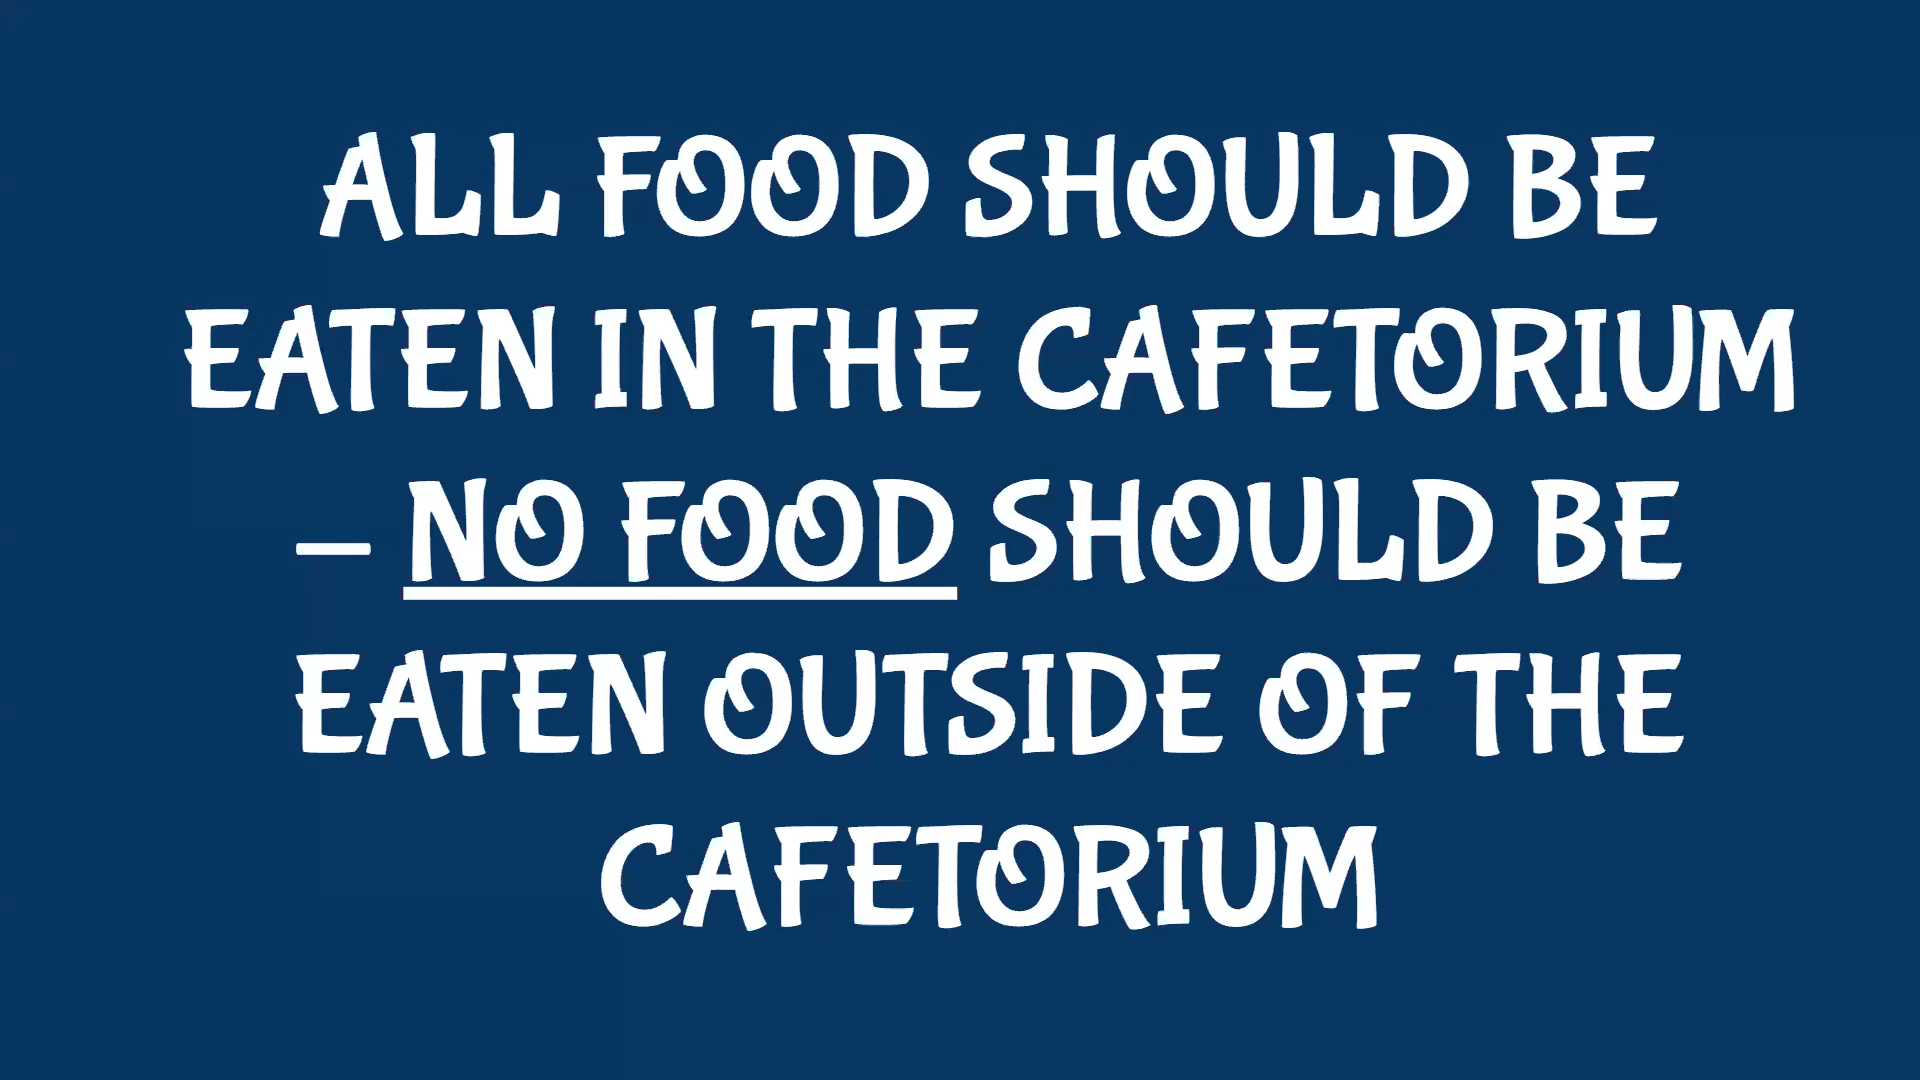 ALL FOOD SHOULD BE
EATEN IN THE CAFETORIUM
– NO FOOD SHOULD BE
EATEN OUTSIDE OF THE
CAFETORIUM